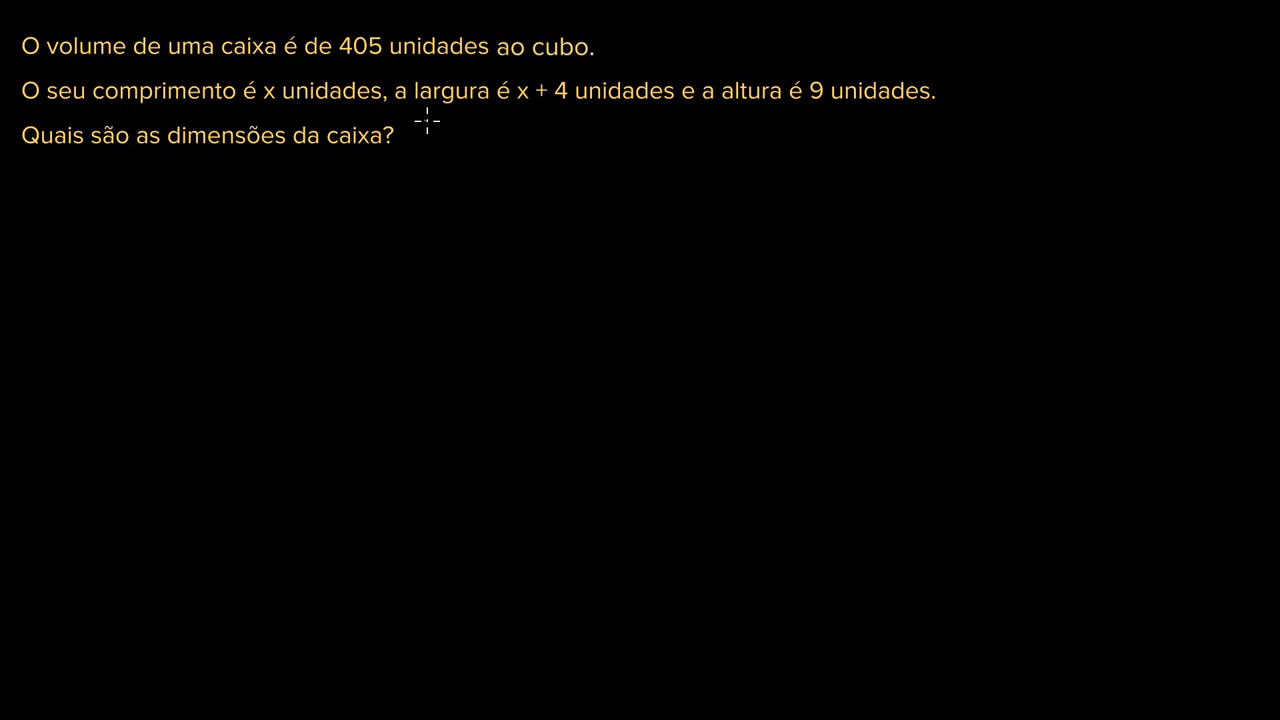 O volume de uma caixa é de 405 unidades ao cubo.
O seu comprimento é x unidades, a largura é x + 4 unidades e a altura é 9 unidades.
Quais são as dimensões da caixa?